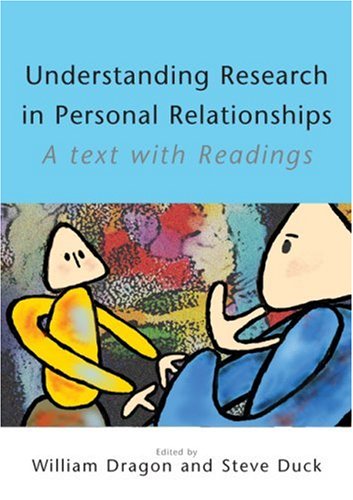 Understanding Research
in Personal Relationships
A text with Readings
Edited by
William Dragon and Steve Duck